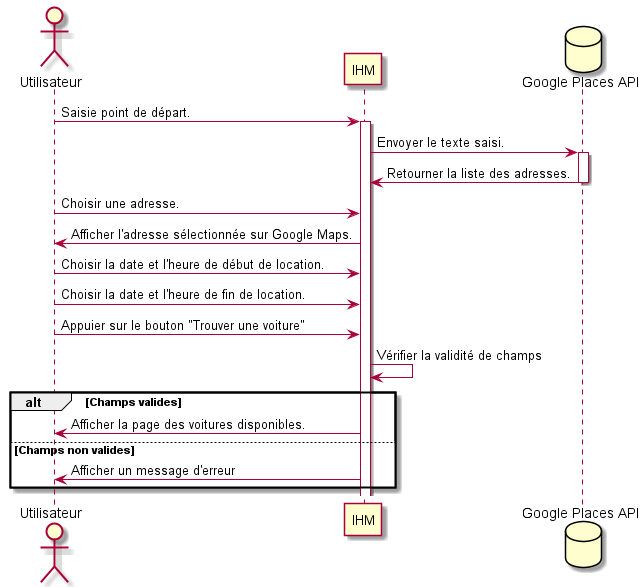 Utilisateur
IHM
Google Places API
Saisie point de départ.
Envoyer le texte saisi.
Retourner la liste des adresses.
Choisir une adresse.
Afficher l'adresse sélectionnée sur Google Maps.
Choisir la date et l'heure de début de location.
Choisir la date et l'heure de fin de location.
Appuier sur le bouton "Trouver une voiture"
Vérifier la validité de champs
alt [Champs valides]
Afficher la page des voitures disponibles.
[Champs non valides]
Afficher un message d'erreur
Utilisateur
IHM
Google Places API